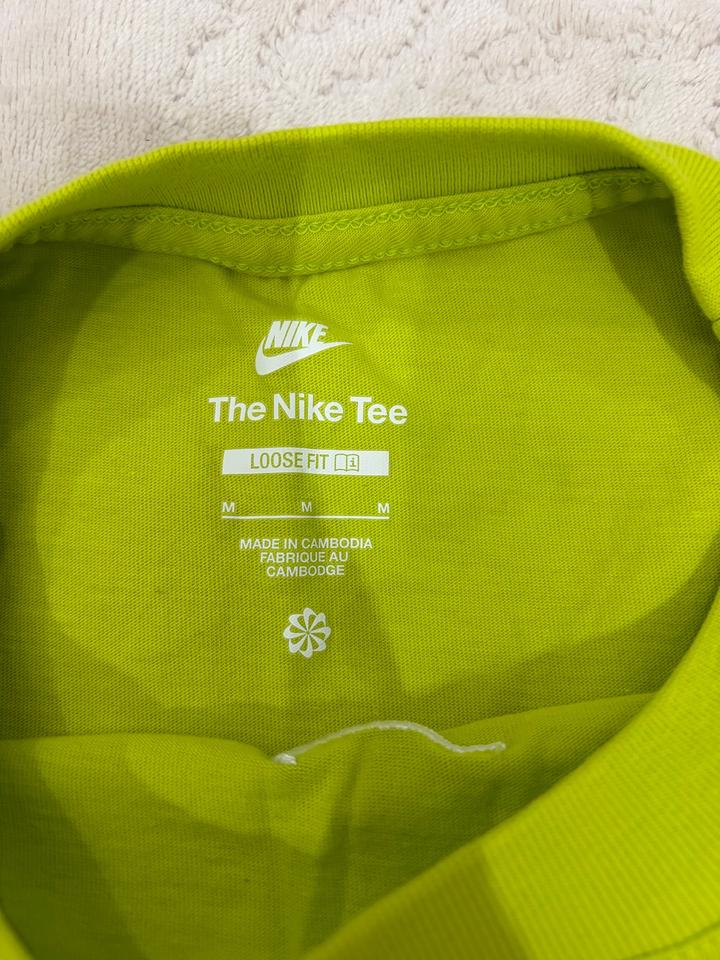 NIKE
The Nike Tee
LOOSE FIT
M M M
MADE IN CAMBODIA
FABRIQUE AU
CAMBODGE